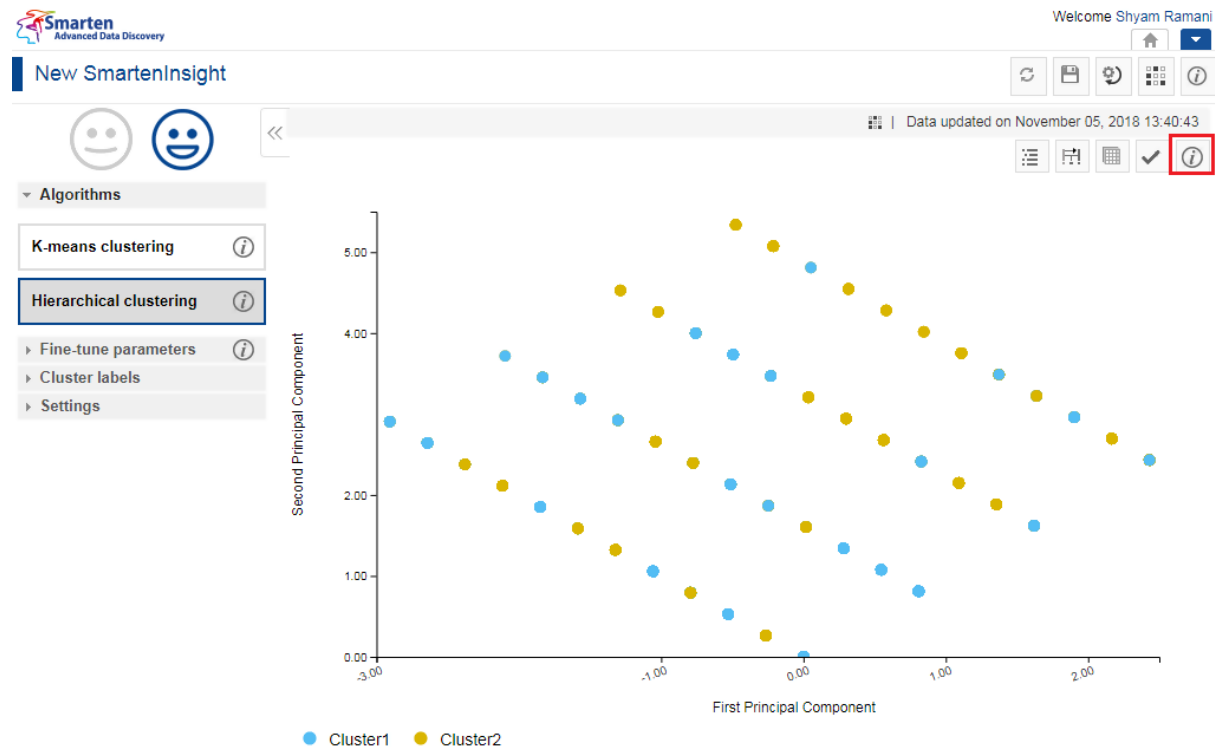 Smarten
Advanced Data Discovery
Welcome Shyam Ramani
New SmartenInsight
| Data updated on November 05, 2018 13:40:43
Algorithms
K-means clustering
Hierarchical clustering
Fine-tune parameters
Cluster labels
Settings
Second Principal Component
5.00
4.00
2.00
1.00
0.00
-3.00 -1.00 0.00 1.00 2.00
First Principal Component
Cluster1 Cluster2